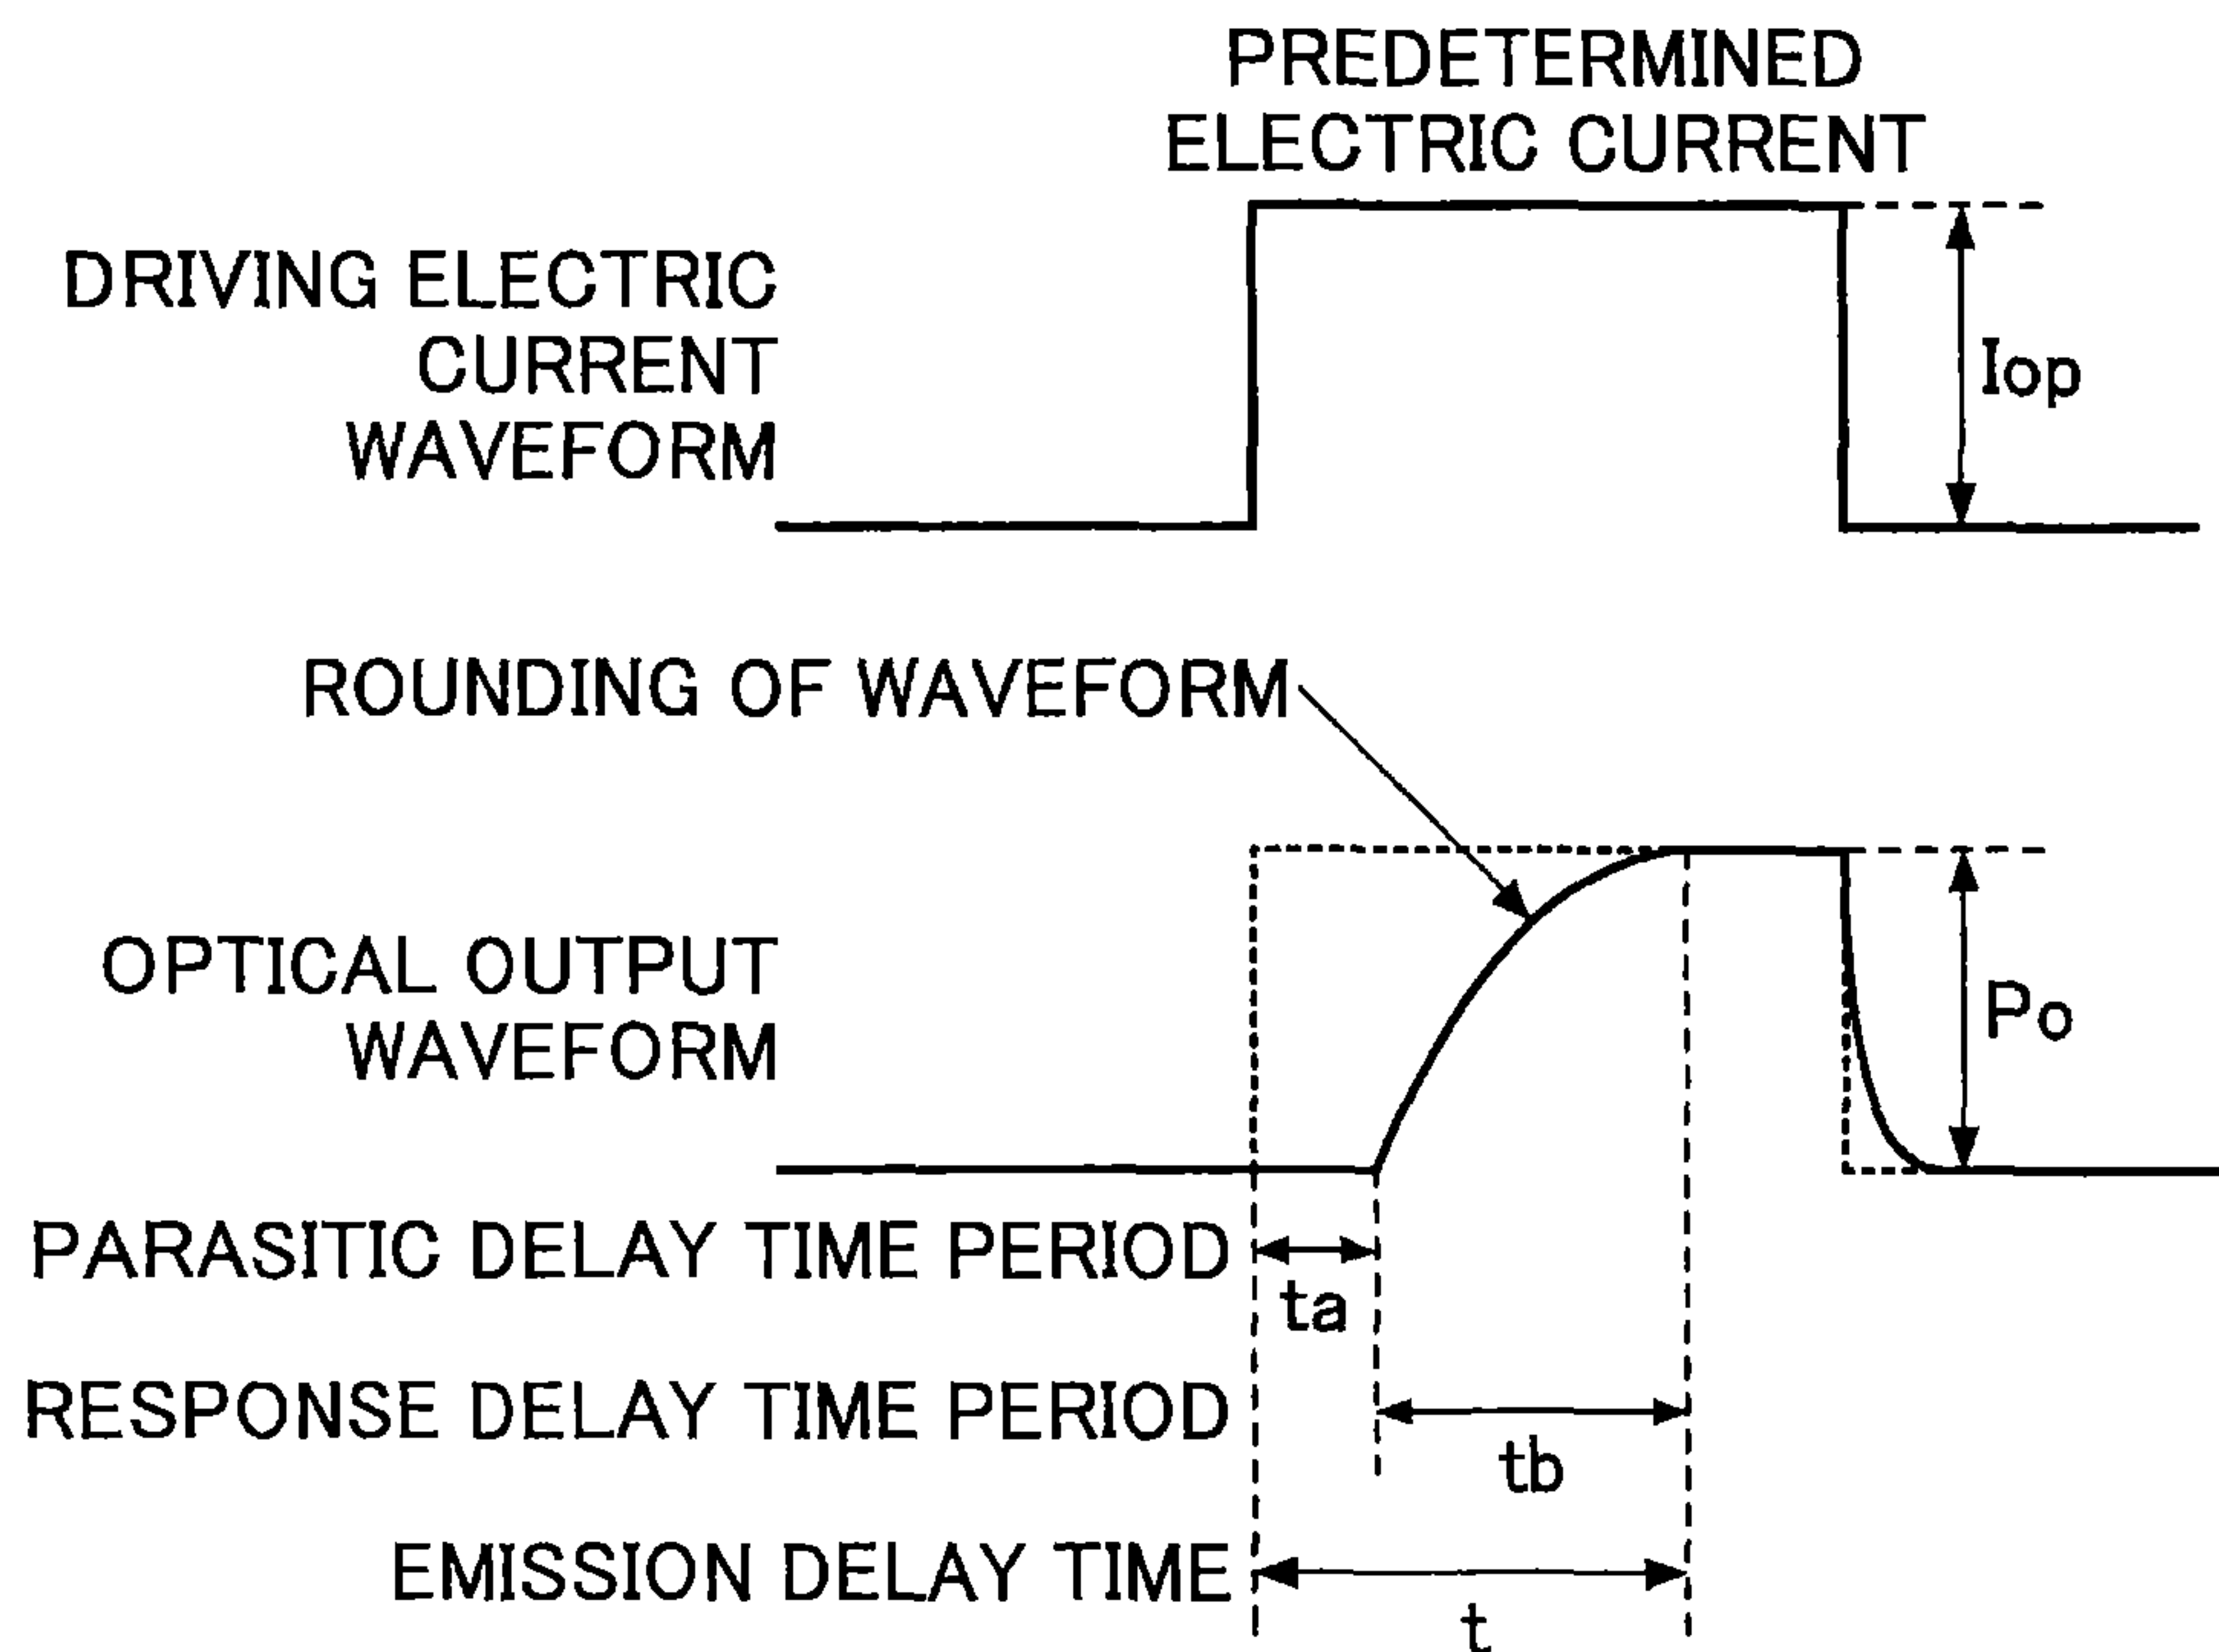 PREDETERMINED
ELECTRIC CURRENT
DRIVING ELECTRIC
CURRENT
WAVEFORM
Iop
ROUNDING OF WAVEFORM
OPTICAL OUTPUT
WAVEFORM
Po
PARASITIC DELAY TIME PERIOD
ta
RESPONSE DELAY TIME PERIOD
tb
EMISSION DELAY TIME
t